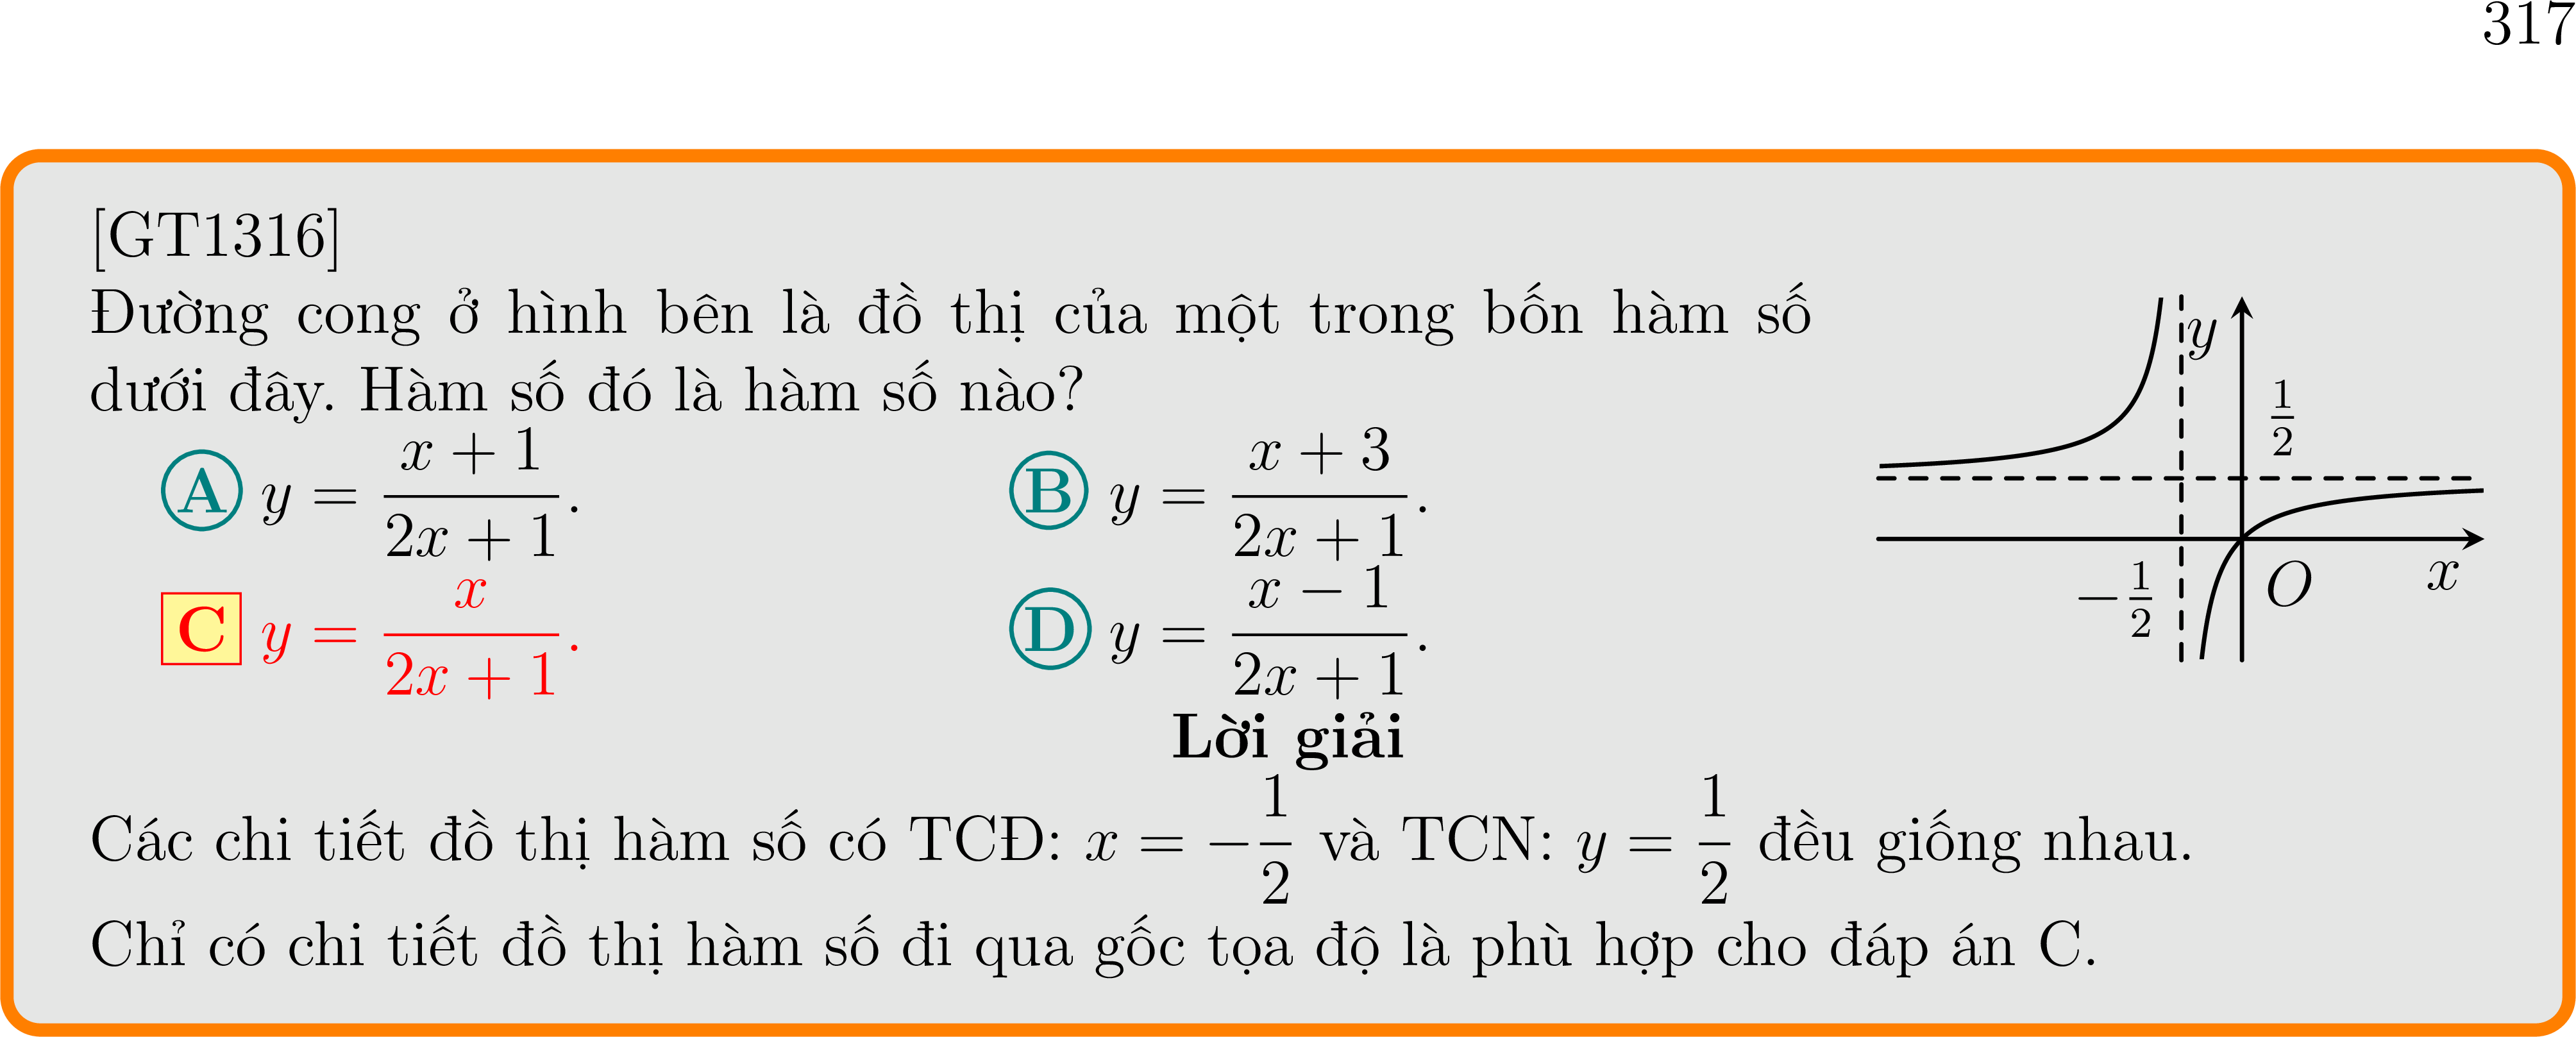 317
[GT1316]
Đường cong ở hình bên là đồ thị của một trong bốn hàm số
dưới đây. Hàm số đó là hàm số nào?
A y = \frac{x + 1}{2x + 1}. B y = \frac{x + 3}{2x + 1}.
C y = \frac{x}{2x + 1}. D y = \frac{x − 1}{2x + 1}.
y
\frac{1}{2}
−\frac{1}{2}
O
x
Lời giải
Các chi tiết đồ thị hàm số có TCĐ: x = −\frac{1}{2} và TCN: y = \frac{1}{2} đều giống nhau.
Chỉ có chi tiết đồ thị hàm số đi qua gốc tọa độ là phù hợp cho đáp án C.